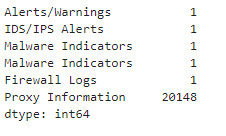 Alerts/Warnings 1
IDS/IPS Alerts 1
Malware Indicators 1
Malware Indicators 1
Firewall Logs 1
Proxy Information 20148
dtype: int64